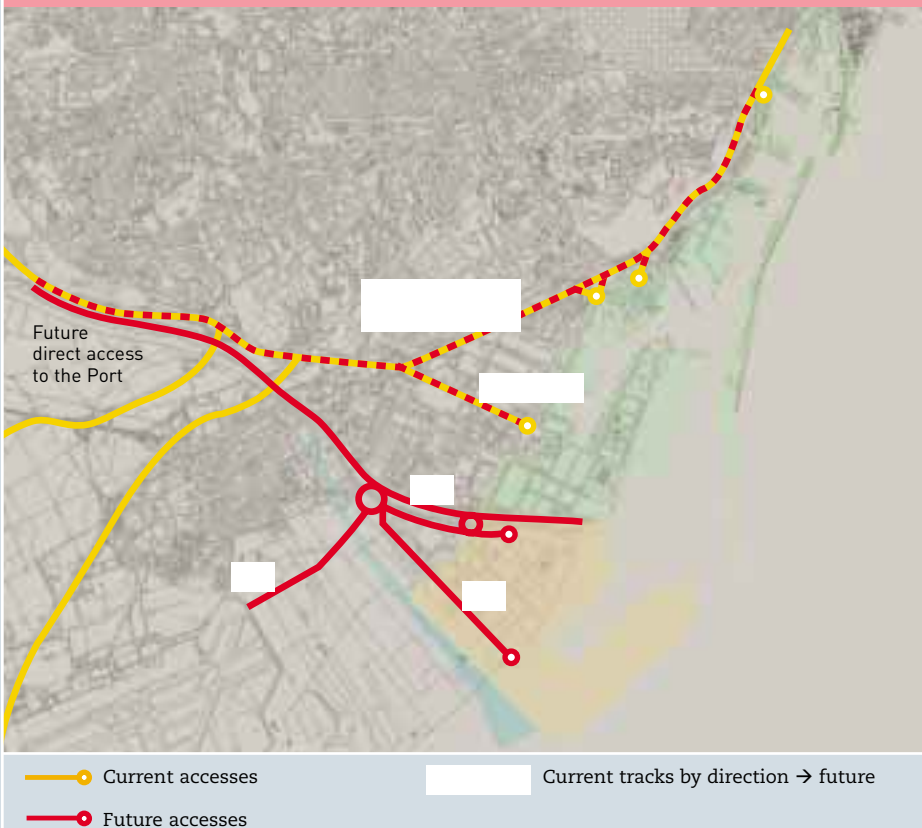 Future
direct access
to the Port
Current accesses
Current tracks by direction → future
Future accesses